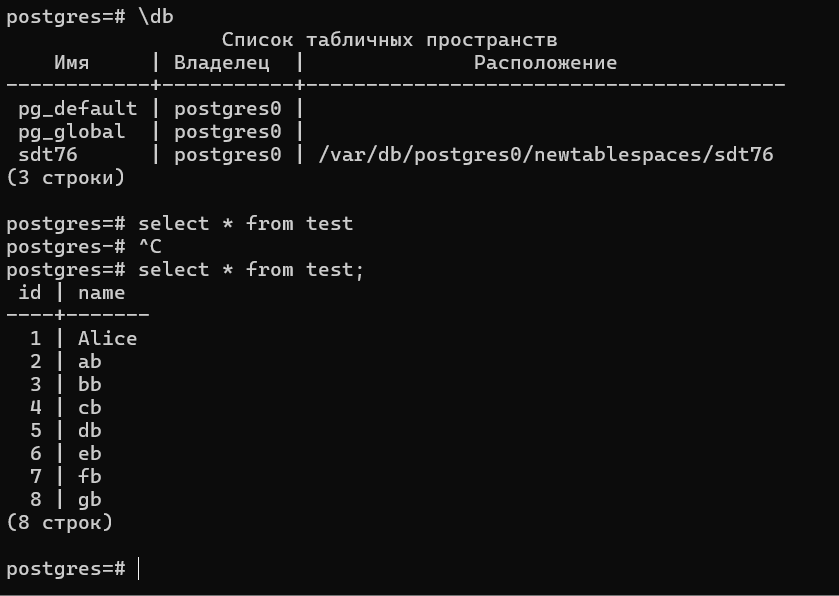 postgres=# \db
Список табличных пространств
Имя | Владелец | Расположение
------------+-----------+----------------------------------------
pg_default | postgres0 |
pg_global | postgres0 |
sdt76 | postgres0 | /var/db/postgres0/newtablespaces/sdt76
(3 строки)
postgres=# select * from test
postgres-# ^C
postgres=# select * from test;
id | name
----+-------
1 | Alice
2 | ab
3 | bb
4 | cb
5 | db
6 | eb
7 | fb
8 | gb
(8 строк)
postgres=#